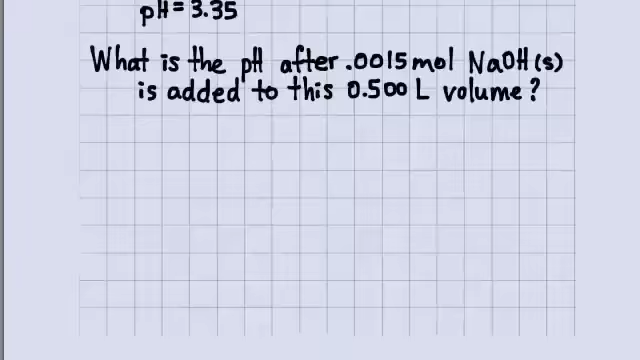 pH = 3.35
What is the pH after .0015 mol NaOH (s)
is added to this 0.500 L volume?